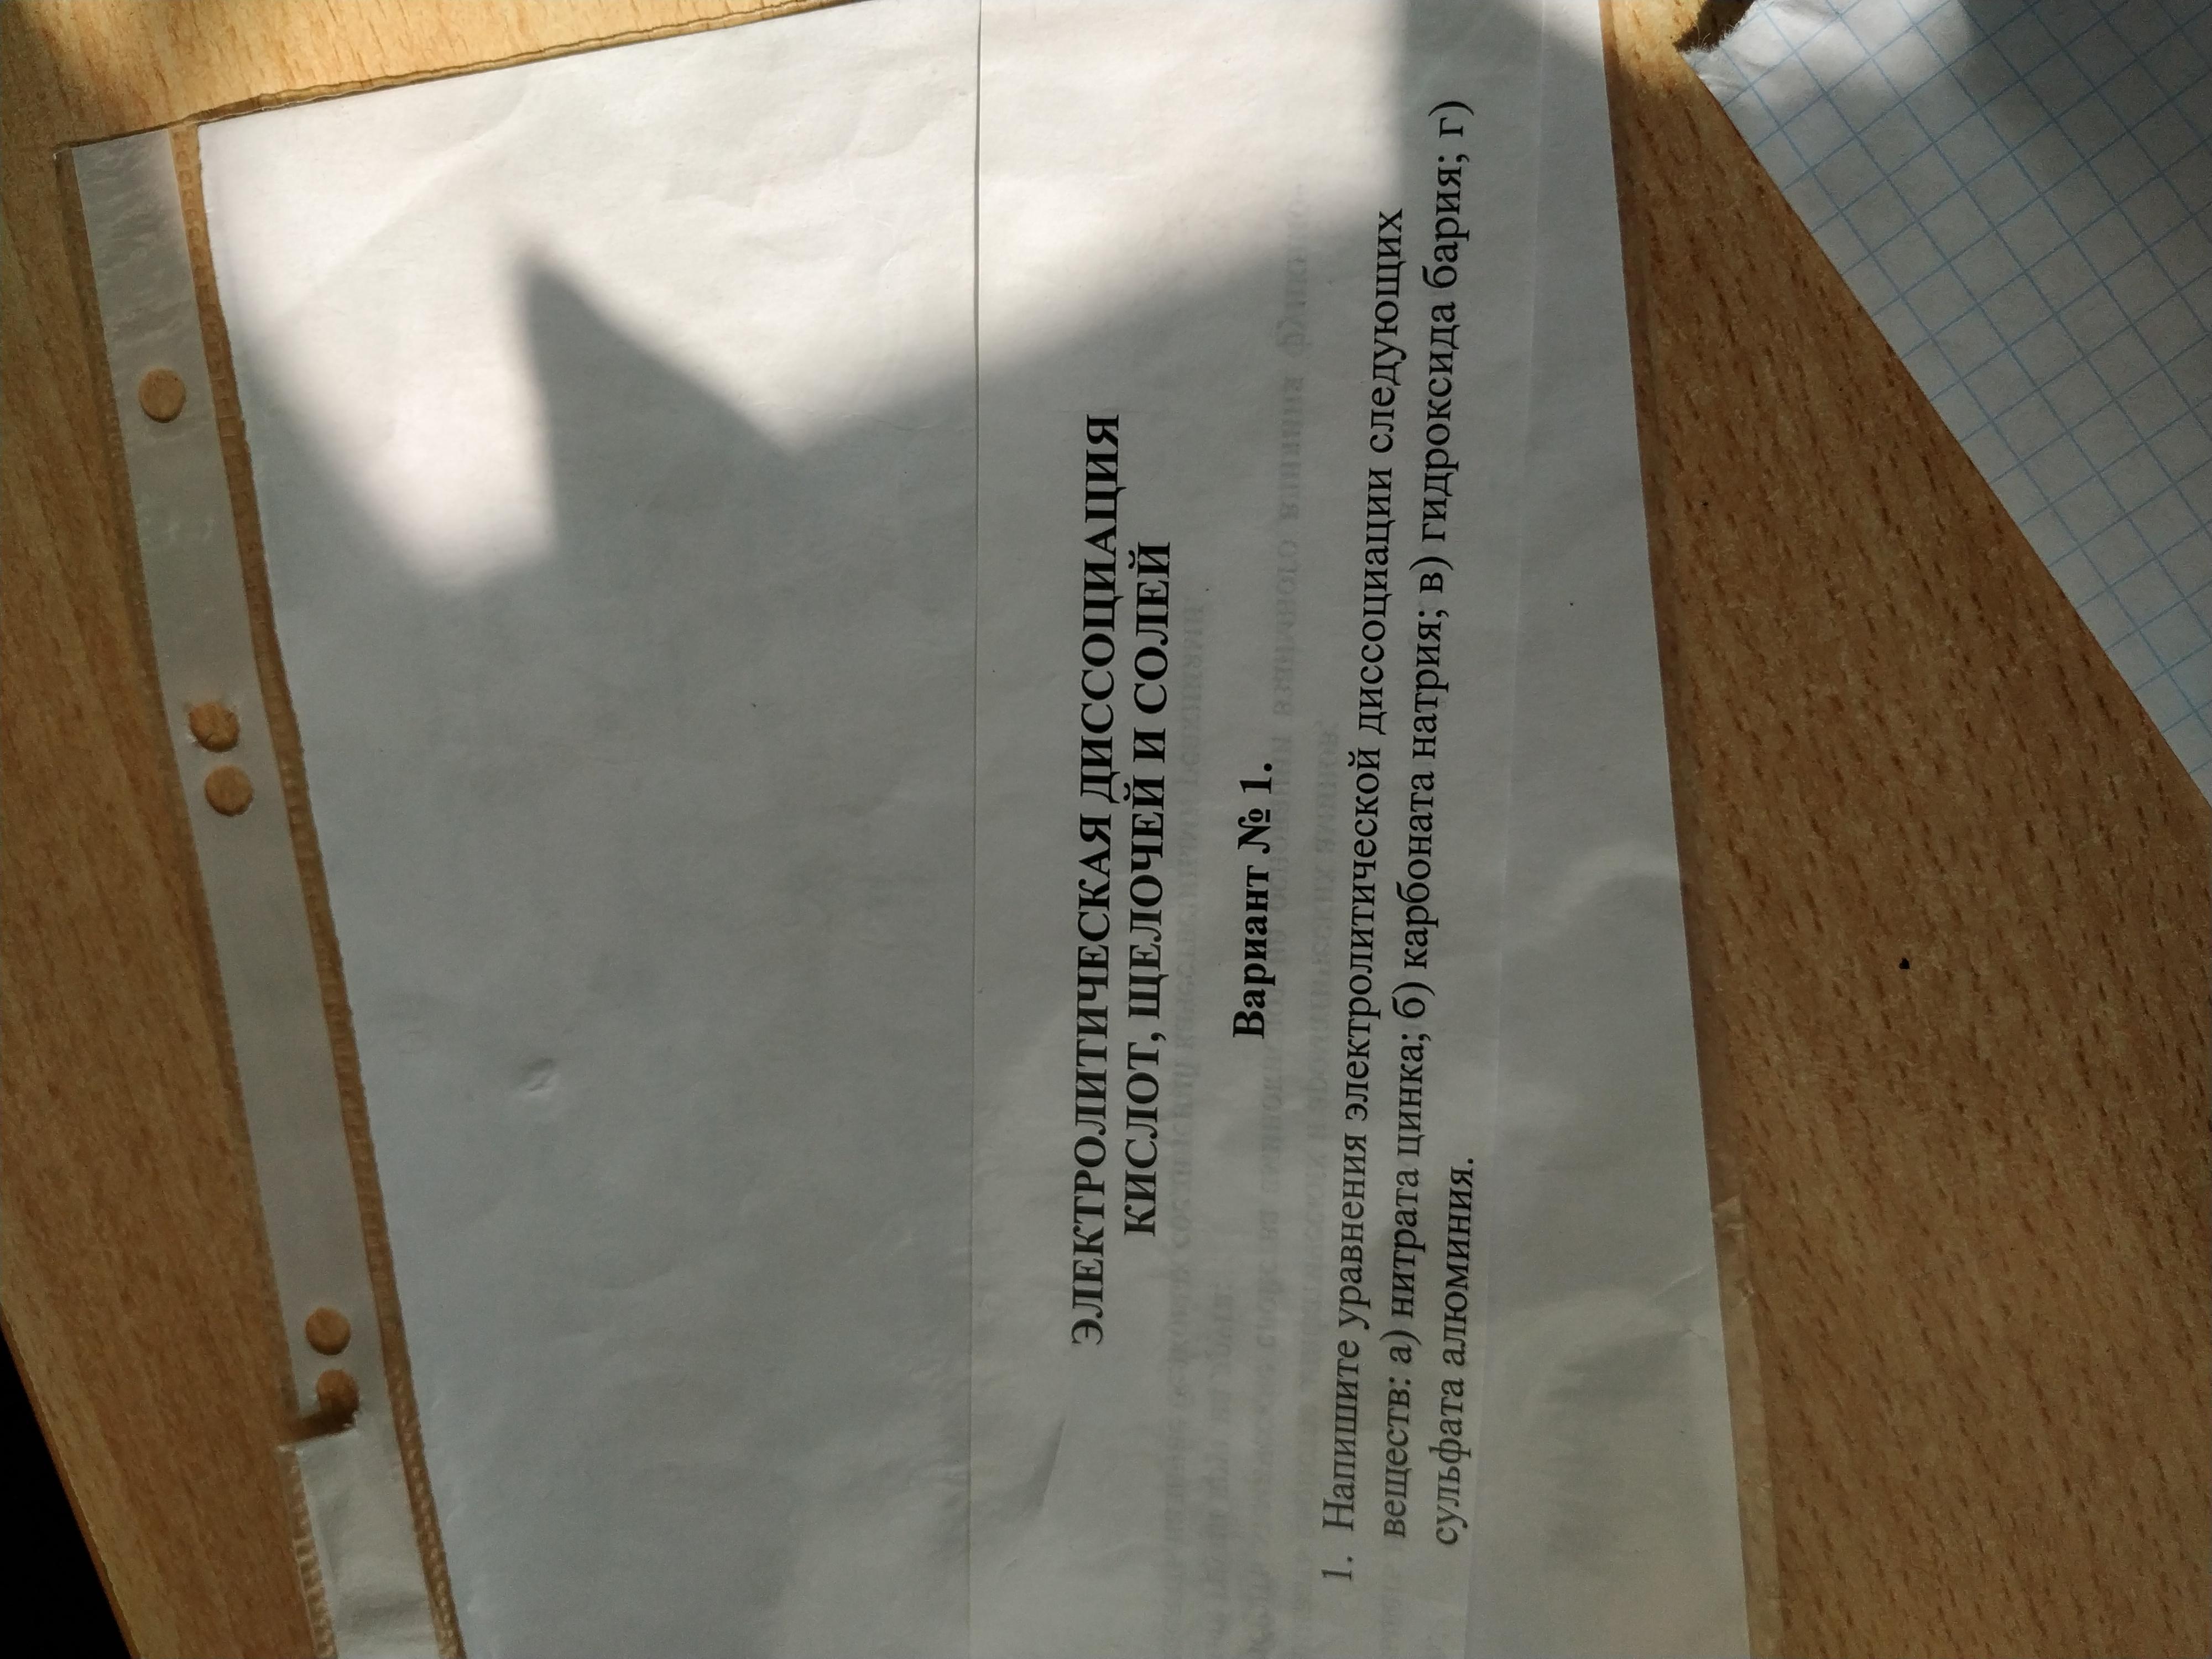 ЭЛЕКТРОЛИТИЧЕСКАЯ ДИССОЦИАЦИЯ
КИСЛОТ, ЩЕЛОЧЕЙ И СОЛЕЙ
Вариант № 1.
1. Напишите уравнения электролитической диссоциации следующих
веществ: а) нитрата цинка; б) карбоната натрия; в) гидроксида бария; г)
сульфата алюминия.